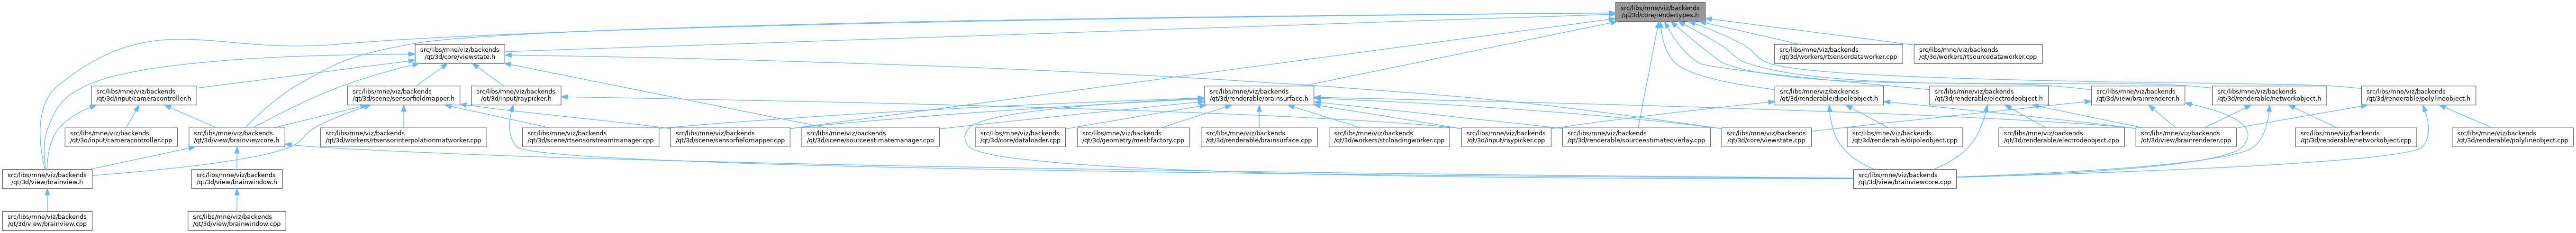 src/libs/mne/viz/backends
/qt/3d/core/rendertypes.h
src/libs/mne/viz/backends
/qt/3d/core/viewstate.h
src/libs/mne/viz/backends
/qt/3d/workers/rtsensordataworker.cpp
src/libs/mne/viz/backends
/qt/3d/workers/rtsourcedataworker.cpp
src/libs/mne/viz/backends
/qt/3d/input/cameracontroller.h
src/libs/mne/viz/backends
/qt/3d/scene/sensorfieldmapper.h
src/libs/mne/viz/backends
/qt/3d/input/raypicker.h
src/libs/mne/viz/backends
/qt/3d/renderable/brainsurface.h
src/libs/mne/viz/backends
/qt/3d/renderable/dipoleobject.h
src/libs/mne/viz/backends
/qt/3d/renderable/electrodeobject.h
src/libs/mne/viz/backends
/qt/3d/view/brainrenderer.h
src/libs/mne/viz/backends
/qt/3d/renderable/networkobject.h
src/libs/mne/viz/backends
/qt/3d/renderable/polylineobject.h
src/libs/mne/viz/backends
/qt/3d/input/cameracontroller.cpp
src/libs/mne/viz/backends
/qt/3d/view/brainviewcore.h
src/libs/mne/viz/backends
/qt/3d/workers/rtsensorinterpolationmatworker.cpp
src/libs/mne/viz/backends
/qt/3d/scene/rtsensorstreammanager.cpp
src/libs/mne/viz/backends
/qt/3d/scene/sensorfieldmapper.cpp
src/libs/mne/viz/backends
/qt/3d/scene/sourceestimatemanager.cpp
src/libs/mne/viz/backends
/qt/3d/core/dataloader.cpp
src/libs/mne/viz/backends
/qt/3d/geometry/meshfactory.cpp
src/libs/mne/viz/backends
/qt/3d/renderable/brainsurface.cpp
src/libs/mne/viz/backends
/qt/3d/workers/stcloadingworker.cpp
src/libs/mne/viz/backends
/qt/3d/input/raypicker.cpp
src/libs/mne/viz/backends
/qt/3d/renderable/sourceestimateoverlay.cpp
src/libs/mne/viz/backends
/qt/3d/core/viewstate.cpp
src/libs/mne/viz/backends
/qt/3d/renderable/dipoleobject.cpp
src/libs/mne/viz/backends
/qt/3d/renderable/electrodeobject.cpp
src/libs/mne/viz/backends
/qt/3d/view/brainrenderer.cpp
src/libs/mne/viz/backends
/qt/3d/renderable/networkobject.cpp
src/libs/mne/viz/backends
/qt/3d/renderable/polylineobject.cpp
src/libs/mne/viz/backends
/qt/3d/view/brainview.h
src/libs/mne/viz/backends
/qt/3d/view/brainwindow.h
src/libs/mne/viz/backends
/qt/3d/view/brainviewcore.cpp
src/libs/mne/viz/backends
/qt/3d/view/brainview.cpp
src/libs/mne/viz/backends
/qt/3d/view/brainwindow.cpp